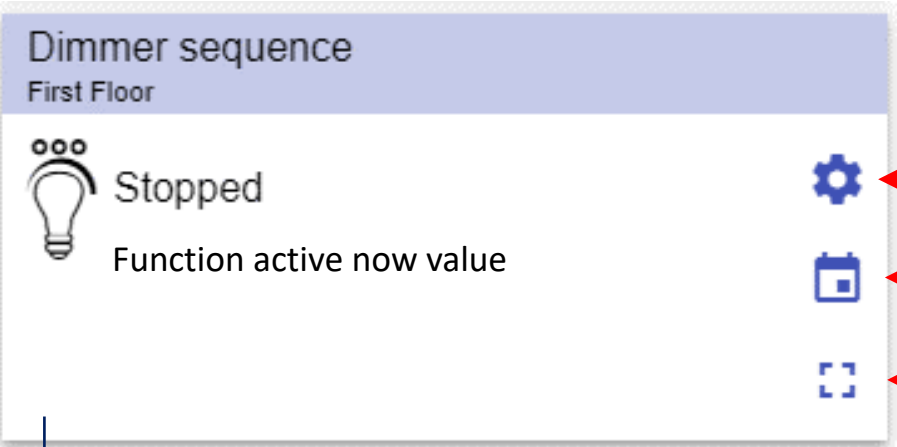 Dimmer sequence
First Floor
Stopped
Function active now value